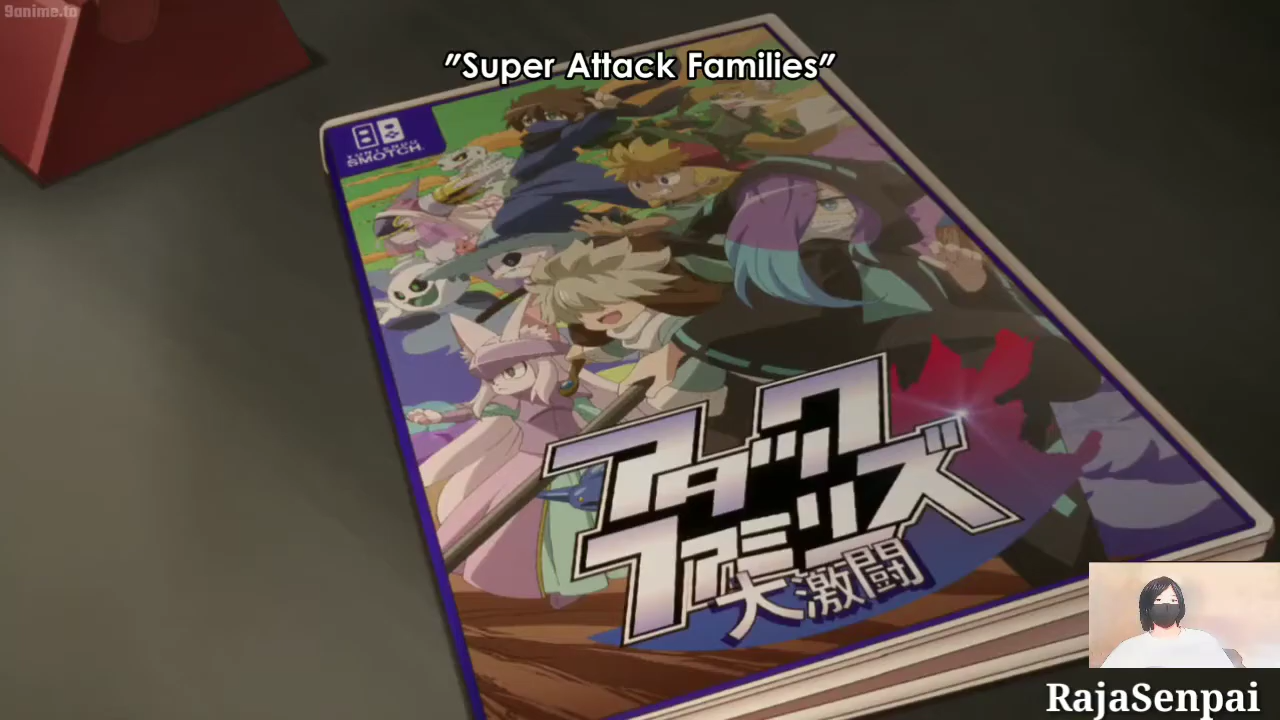 9anime.to
"Super Attack Families"
SMOTCH.
アタック
ファミリーズ
大激闘
RajaSenpai